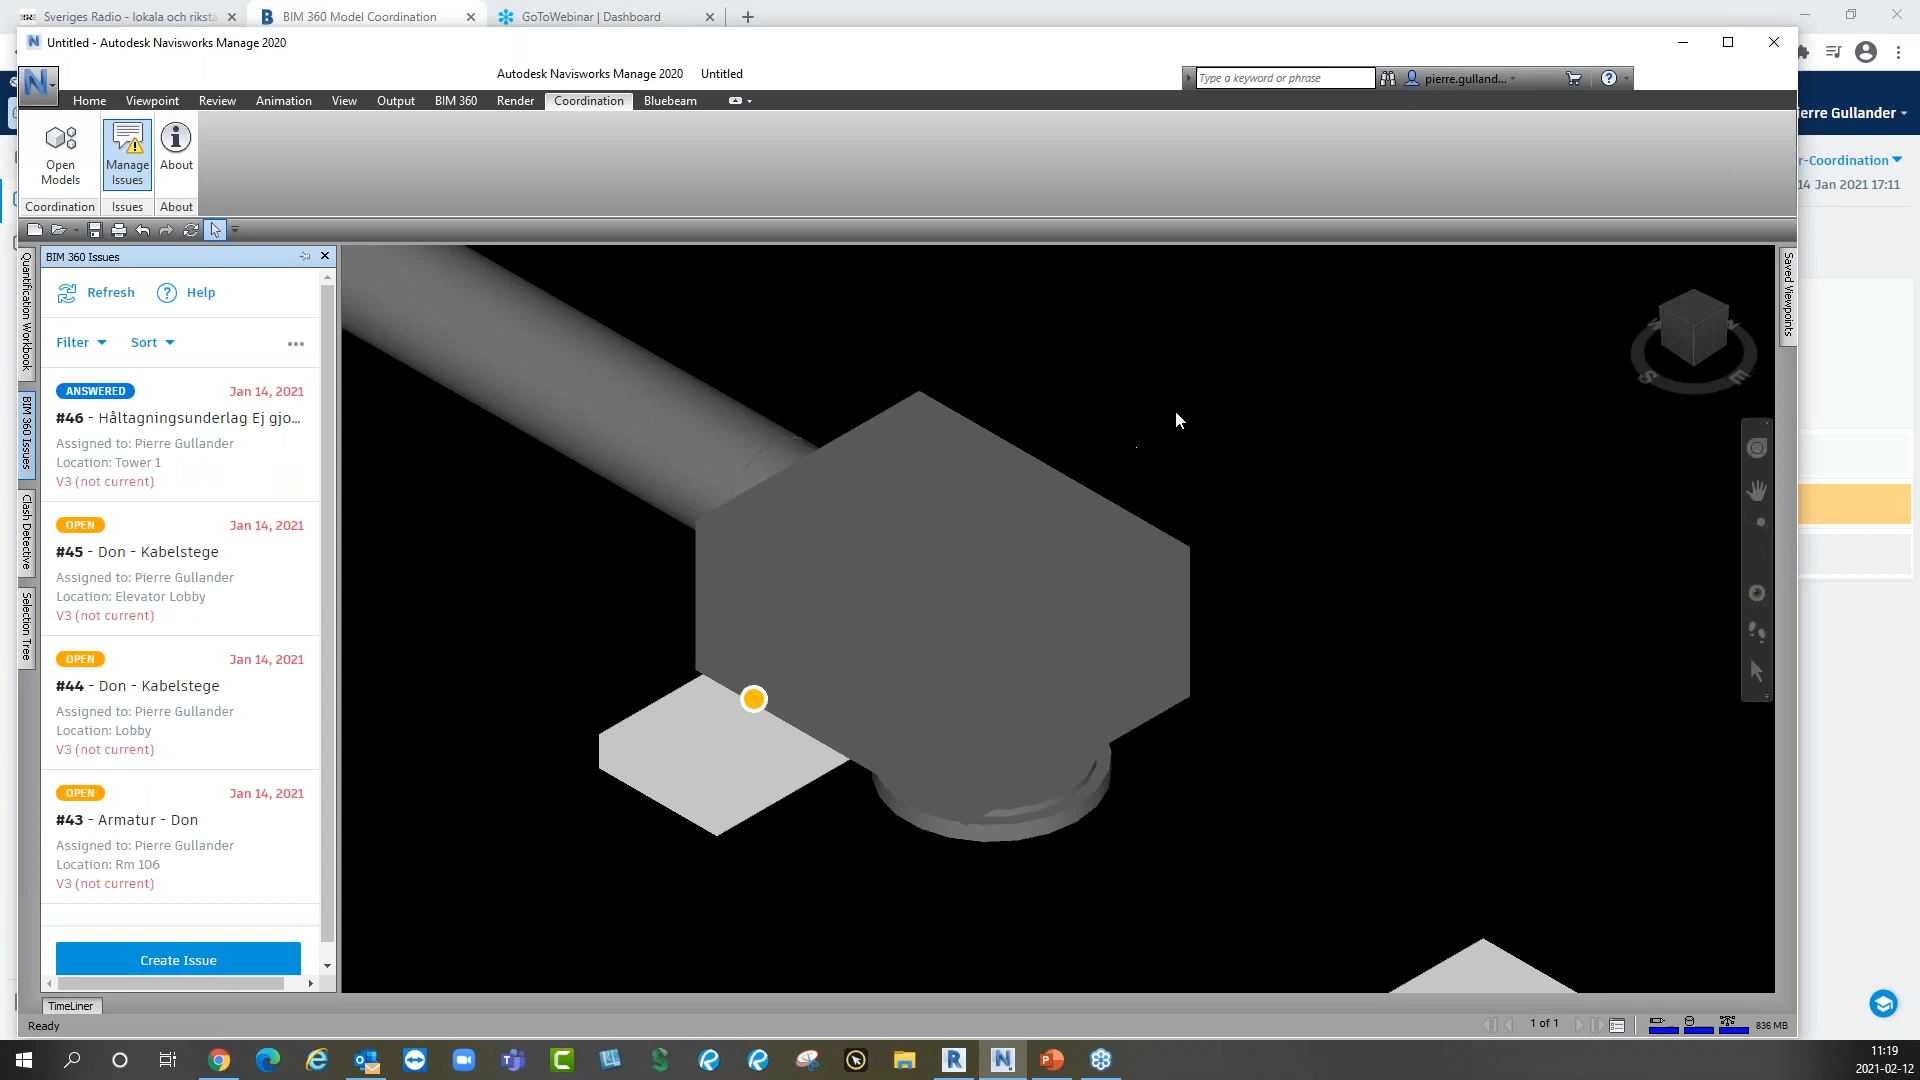 Sveriges Radio - lokala och rikst
BIM 360 Model Coordination
GoToWebinar | Dashboard
Untitled - Autodesk Navisworks Manage 2020
Autodesk Navisworks Manage 2020 Untitled
Type a keyword or phrase
pierre.gulland...
Home Viewpoint Review Animation View Output BIM 360 Render Coordination Bluebeam
ierre Gullander
r-Coordination
14 Jan 2021 17:11
Open Models
Manage Issues
About
Coordination
Issues
About
Quantification Workbook
BIM 360 Issues
Clash Detective
Selection Tree
Saved Viewpoints
BIM 360 Issues
Refresh
Help
Filter
Sort
ANSWERED
Jan 14, 2021
#46 - Håltagningsunderlag Ej gjo...
Assigned to: Pierre Gullander
Location: Tower 1
V3 (not current)
OPEN
Jan 14, 2021
#45 - Don - Kabelstege
Assigned to: Pierre Gullander
Location: Elevator Lobby
V3 (not current)
OPEN
Jan 14, 2021
#44 - Don - Kabelstege
Assigned to: Pierre Gullander
Location: Lobby
V3 (not current)
OPEN
Jan 14, 2021
#43 - Armatur - Don
Assigned to: Pierre Gullander
Location: Rm 106
V3 (not current)
Create Issue
S
E
TimeLiner
Ready
1 of 1
836 MB
11:19
2021-02-12